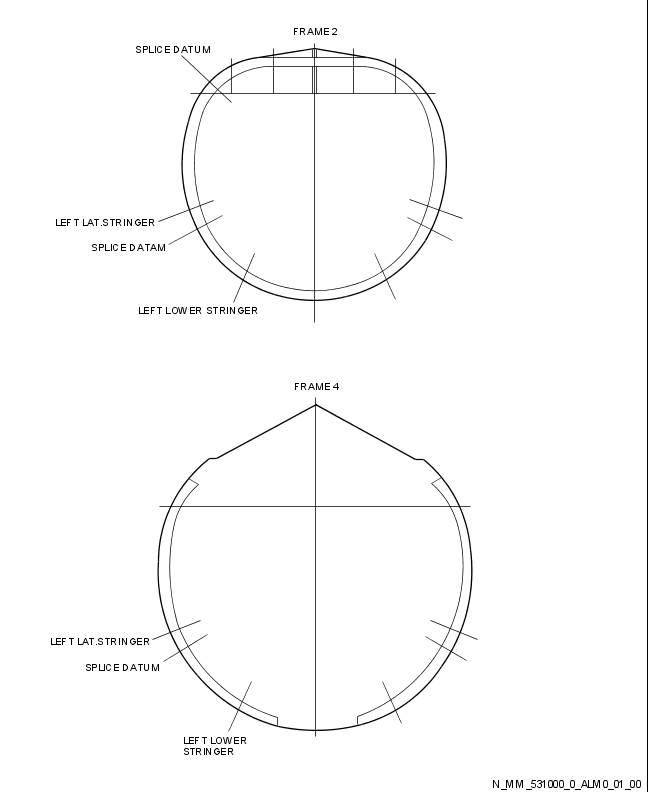 FRAME 2
SPLICE DATUM
LEFT LAT.STRINGER
SPLICE DATAM
LEFT LOWER STRINGER
FRAME 4
LEFT LAT.STRINGER
SPLICE DATUM
LEFT LOWER
STRINGER
N_MM_531000_0_ALM0_01_00